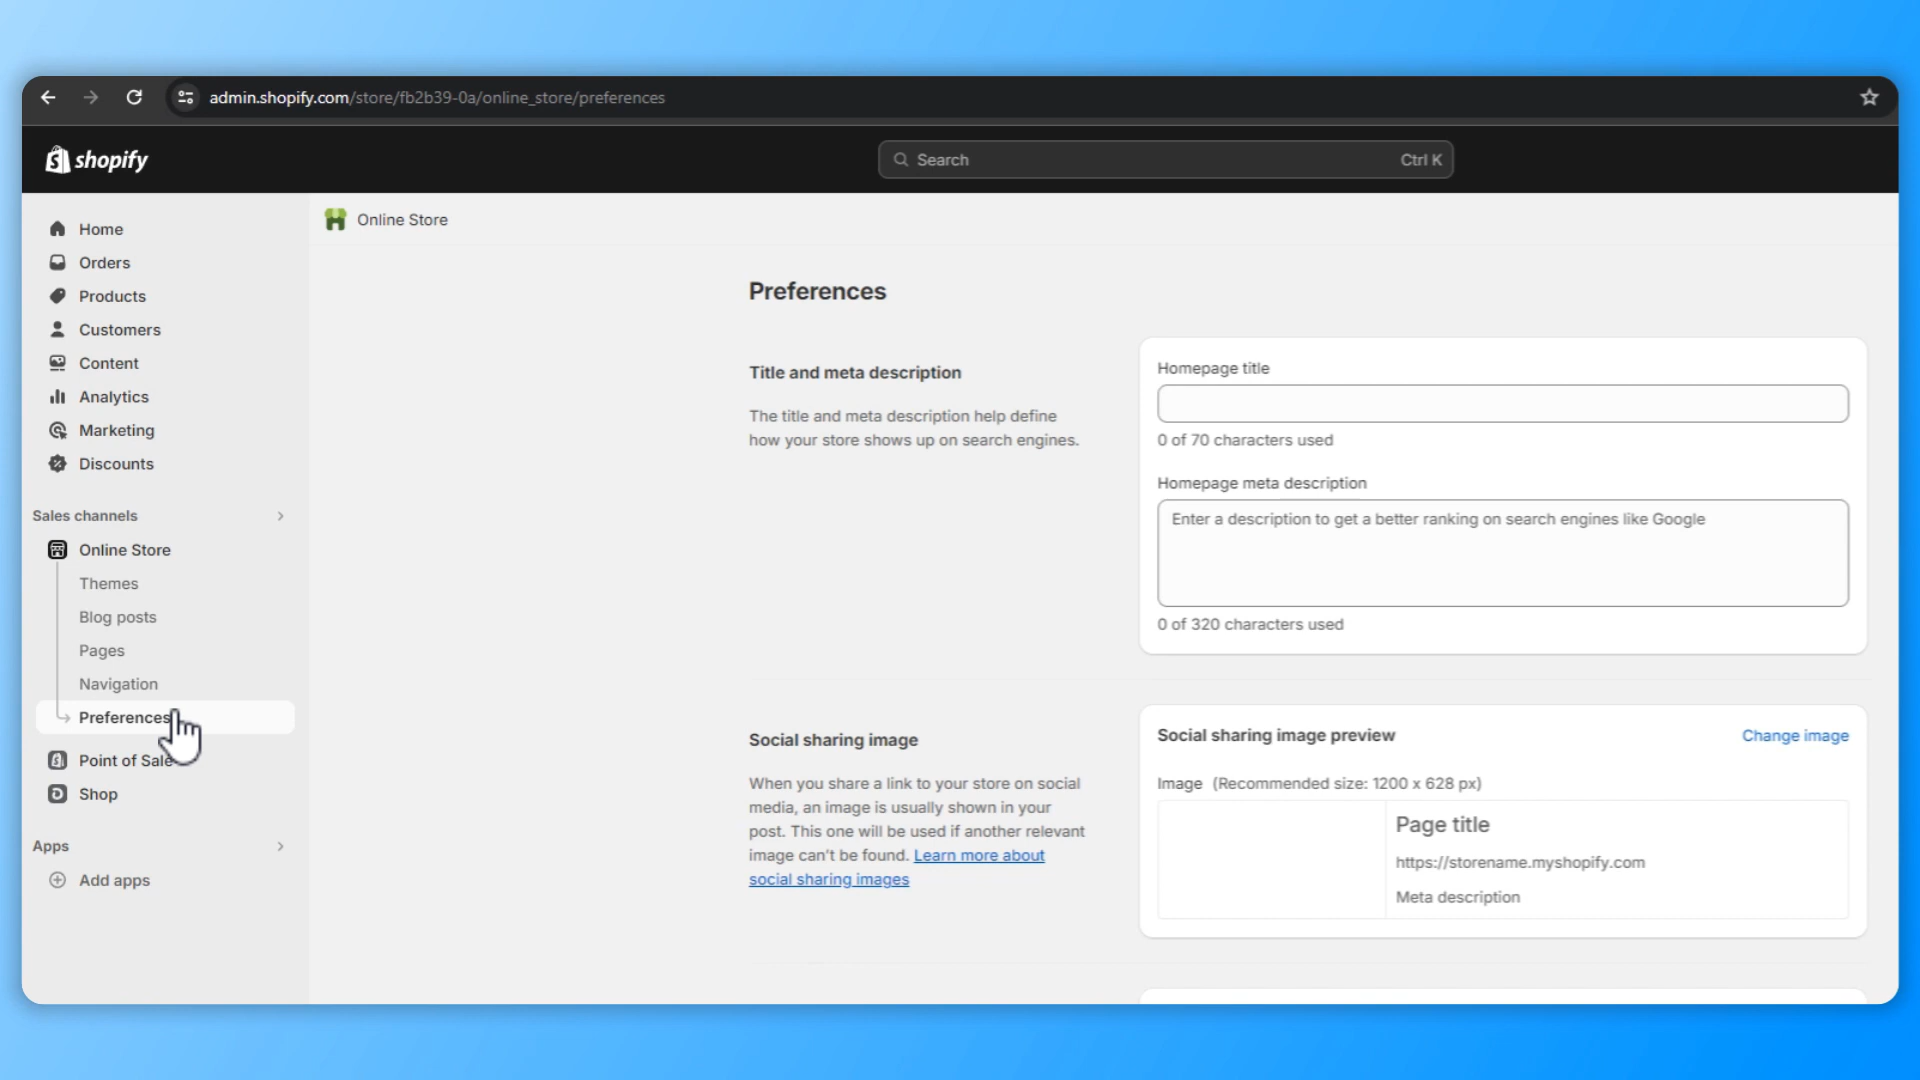 admin.shopify.com/store/fb2b39-0a/online_store/preferences
shopify
Search
Ctrl K
Home
Orders
Products
Customers
Content
Analytics
Marketing
Discounts
Sales channels
Online Store
Themes
Blog posts
Pages
Navigation
Preferences
Point of Sale
Shop
Apps
Add apps
Online Store
Preferences
Title and meta description
The title and meta description help define
how your store shows up on search engines.
Homepage title
0 of 70 characters used
Homepage meta description
Enter a description to get a better ranking on search engines like Google
0 of 320 characters used
Social sharing image
When you share a link to your store on social
media, an image is usually shown in your
post. This one will be used if another relevant
image can't be found. Learn more about
social sharing images
Social sharing image preview
Change image
Image (Recommended size: 1200 x 628 px)
Page title
https://storename.myshopify.com
Meta description